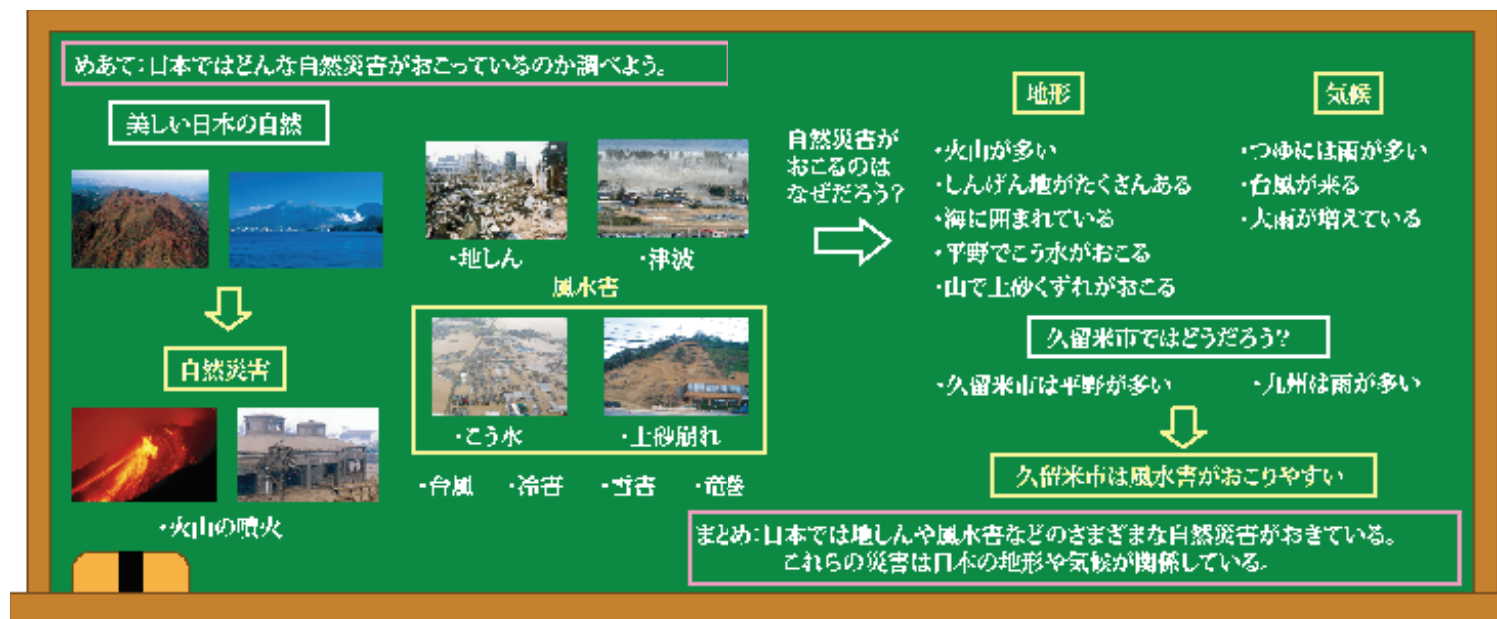 めあて：日本ではどんな自然災害がおこっているのか調べよう。
美しい日本の自然
自然災害
・火山の噴火
・地しん
・津波
風水害
・こう水
・土砂崩れ
・台風
・冷害
・雪害
・竜巻
自然災害が
おこるのは
なぜだろう？
地形
・火山が多い
・しんげん地がたくさんある
・海に囲まれている
・平野でこう水がおこる
・山で土砂くずれがおこる
気候
・つゆには雨が多い
・台風が来る
・大雨が増えている
久留米市ではどうだろう？
・久留米市は平野が多い
・九州は雨が多い
久留米市は風水害がおこりやすい
まとめ：日本では地しんや風水害などのさまざまな自然災害がおきている。
これらの災害は日本の地形や気候が関係している。